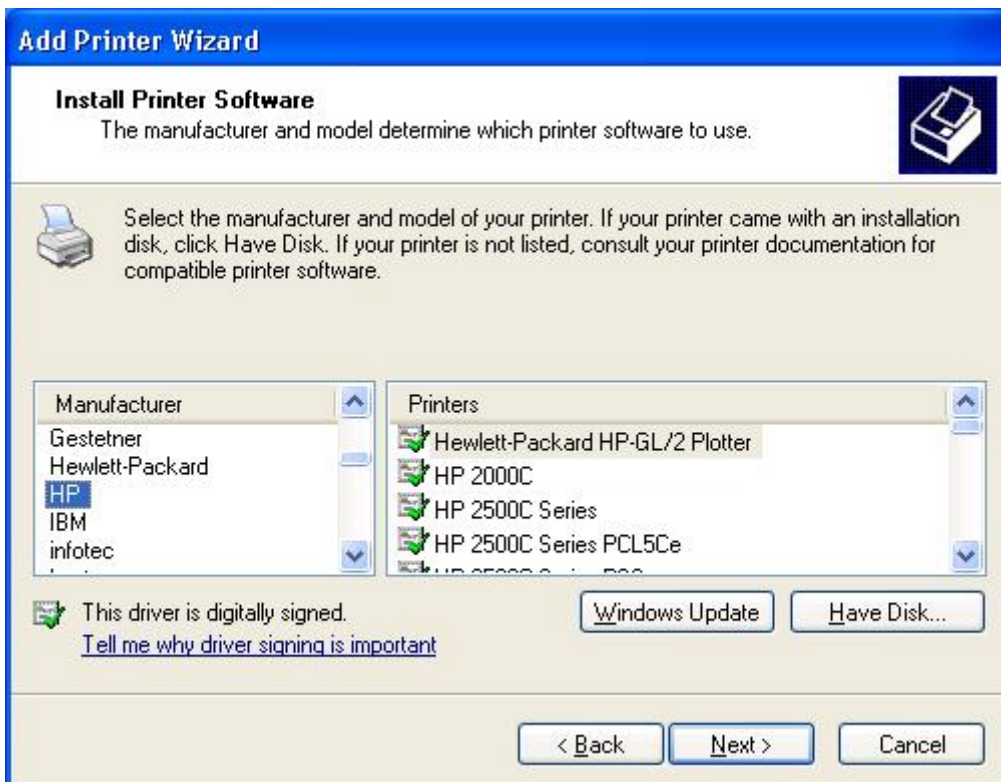 Add Printer Wizard
Install Printer Software
The manufacturer and model determine which printer software to use.
Select the manufacturer and model of your printer. If your printer came with an installation
disk, click Have Disk. If your printer is not listed, consult your printer documentation for
compatible printer software.
Manufacturer
Gestetner
Hewlett-Packard
HP
IBM
infotec
Printers
Hewlett-Packard HP-GL/2 Plotter
HP 2000C
HP 2500C Series
HP 2500C Series PCL5Ce
This driver is digitally signed.
Tell me why driver signing is important
Windows Update
Have Disk...
< Back
Next >
Cancel